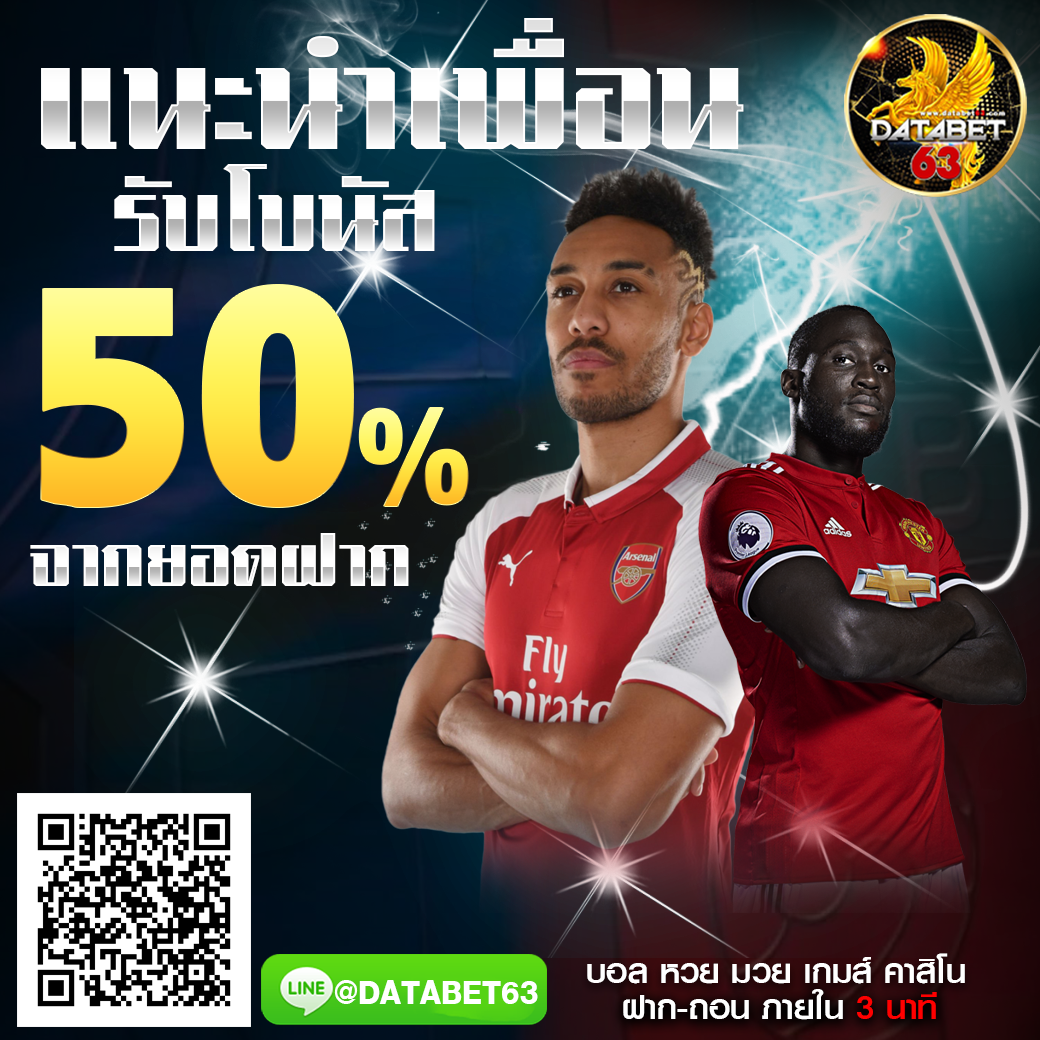 แนะนำเพื่อน
รับโบนัส
50%
จากยอดฝาก
DATABET
63
Arsenal
Fly
adidas
LINE @DATABET63
บอล หวย มวย เกมส์ คาสิโน
ฝาก-ถอน ภายใน 3 นาที